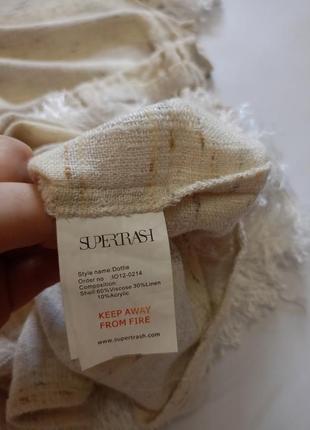 SUPERTRASH
Style name:Dottie
Order no IO12-0214
Composition:
Shell:60%Viscose 30%Linen
10%Acrylic
KEEP AWAY
FROM FIRE
www.supertrash.com